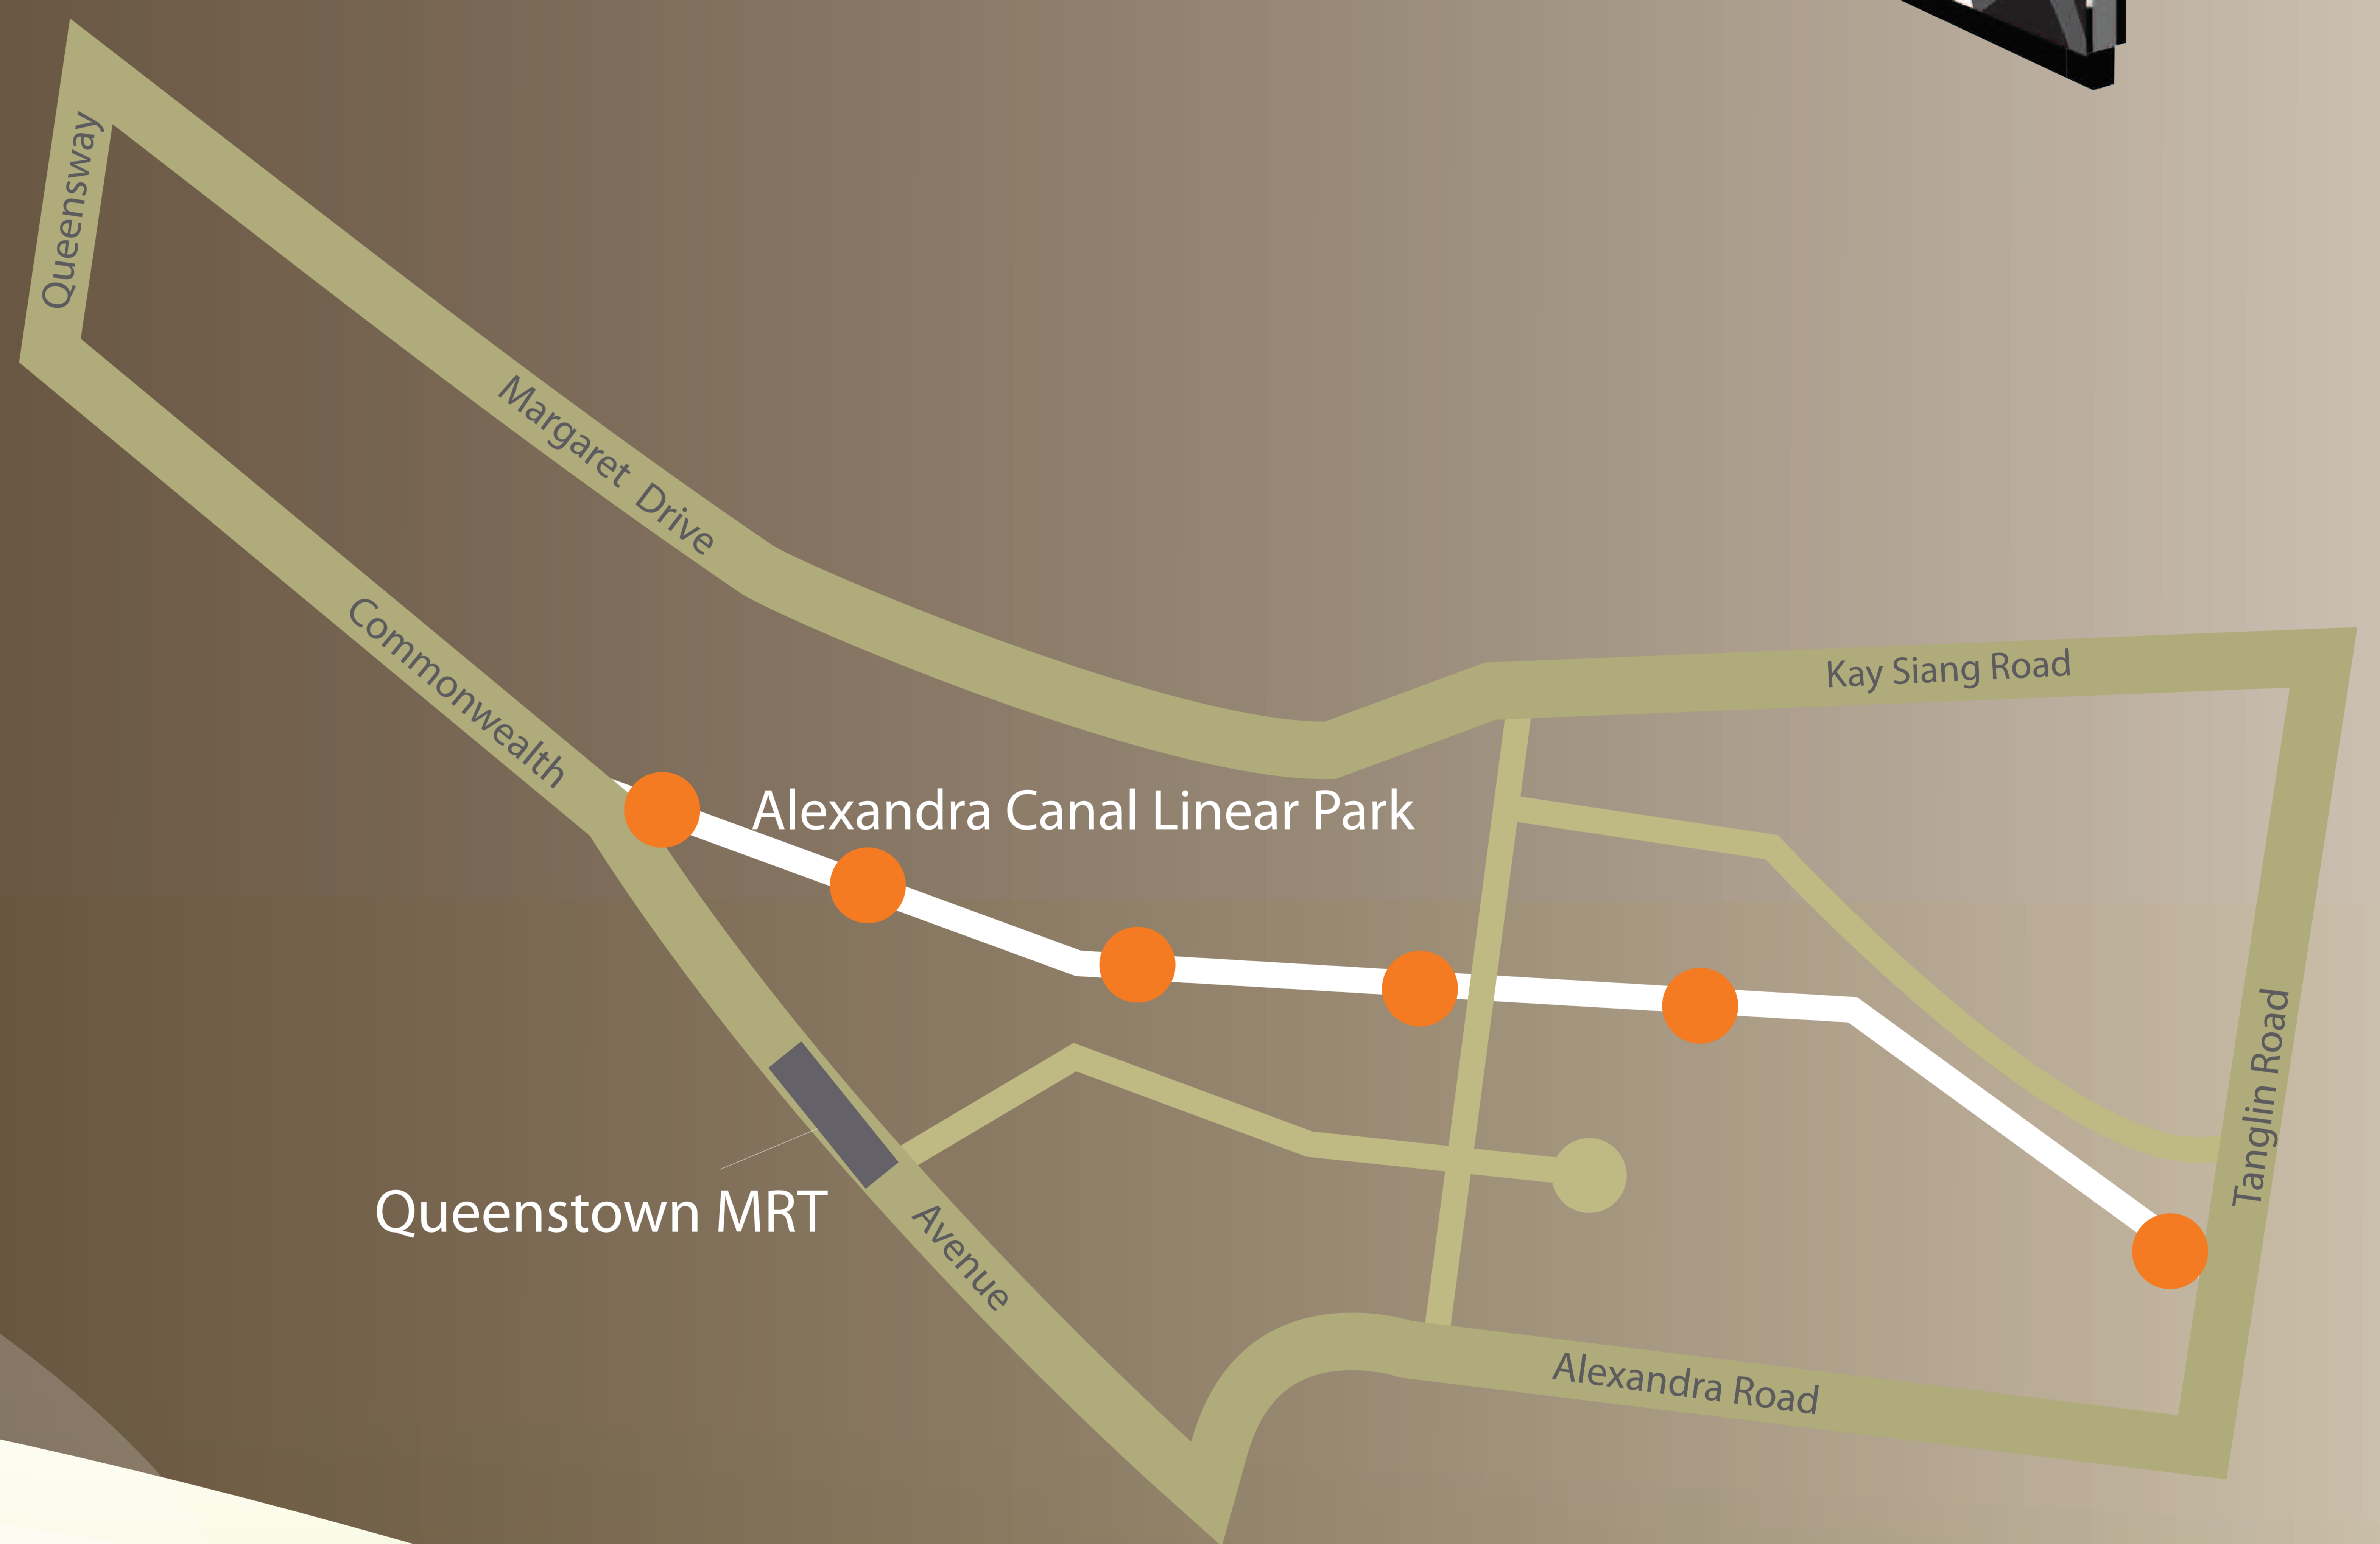 Queensway
Margaret Drive
Commonwealth
Kay Siang Road
Alexandra Canal Linear Park
Tanglin Road
Queenstown MRT
Avenue
Alexandra Road